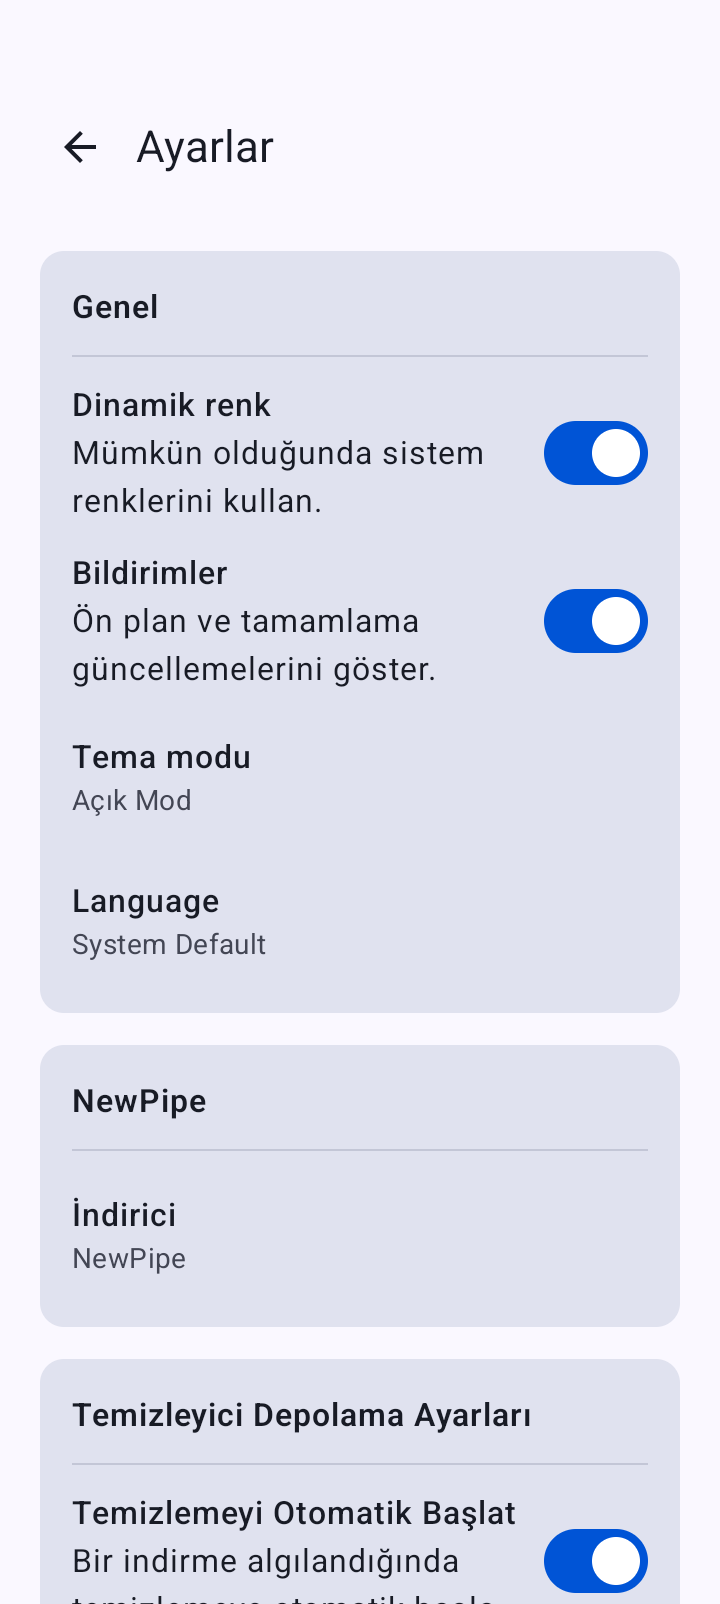 Ayarlar
Genel
Dinamik renk
Mümkün olduğunda sistem
renklerini kullan.
Bildirimler
Ön plan ve tamamlama
güncellemelerini göster.
Tema modu
Açık Mod
Language
System Default
NewPipe
İndirici
NewPipe
Temizleyici Depolama Ayarları
Temizlemeyi Otomatik Başlat
Bir indirme algılandığında